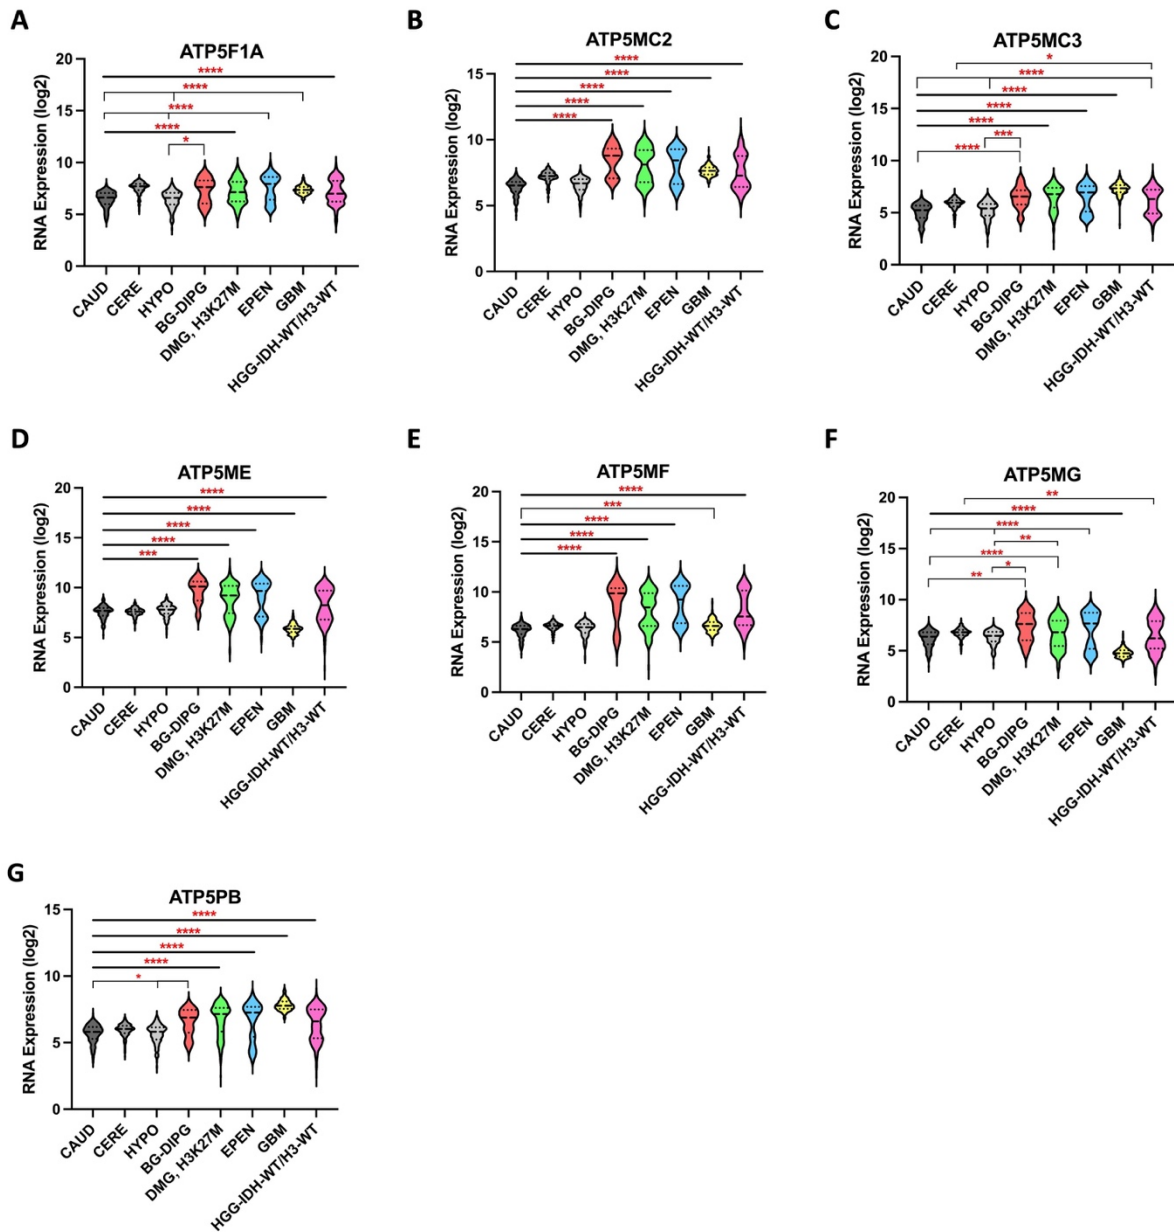 A
ATP5F1A
RNA Expression (log2)
20
15
10
5
0
****
****
****
****
*
CAUD
CERE
HYPO
BG-DIPG
DMG, H3K27M
EPEN
GBM
HGG-IDH-WT/H3-WT
B
ATP5MC2
RNA Expression (log2)
15
10
5
0
****
****
****
****
****
CAUD
CERE
HYPO
BG-DIPG
DMG, H3K27M
EPEN
GBM
HGG-IDH-WT/H3-WT
C
ATP5MC3
RNA Expression (log2)
20
15
10
5
0
*
****
****
****
****
***
****
CAUD
CERE
HYPO
BG-DIPG
DMG, H3K27M
EPEN
GBM
HGG-IDH-WT/H3-WT
D
ATP5ME
RNA Expression (log2)
20
15
10
5
0
****
****
****
****
***
CAUD
CERE
HYPO
BG-DIPG
DMG, H3K27M
EPEN
GBM
HGG-IDH-WT/H3-WT
E
ATP5MF
RNA Expression (log2)
20
15
10
5
0
****
***
****
****
****
CAUD
CERE
HYPO
BG-DIPG
DMG, H3K27M
EPEN
GBM
HGG-IDH-WT/H3-WT
F
ATP5MG
RNA Expression (log2)
20
15
10
5
0
**
****
****
**
****
*
**
CAUD
CERE
HYPO
BG-DIPG
DMG, H3K27M
EPEN
GBM
HGG-IDH-WT/H3-WT
G
ATP5PB
RNA Expression (log2)
15
10
5
0
****
****
****
****
*
CAUD
CERE
HYPO
BG-DIPG
DMG, H3K27M
EPEN
GBM
HGG-IDH-WT/H3-WT